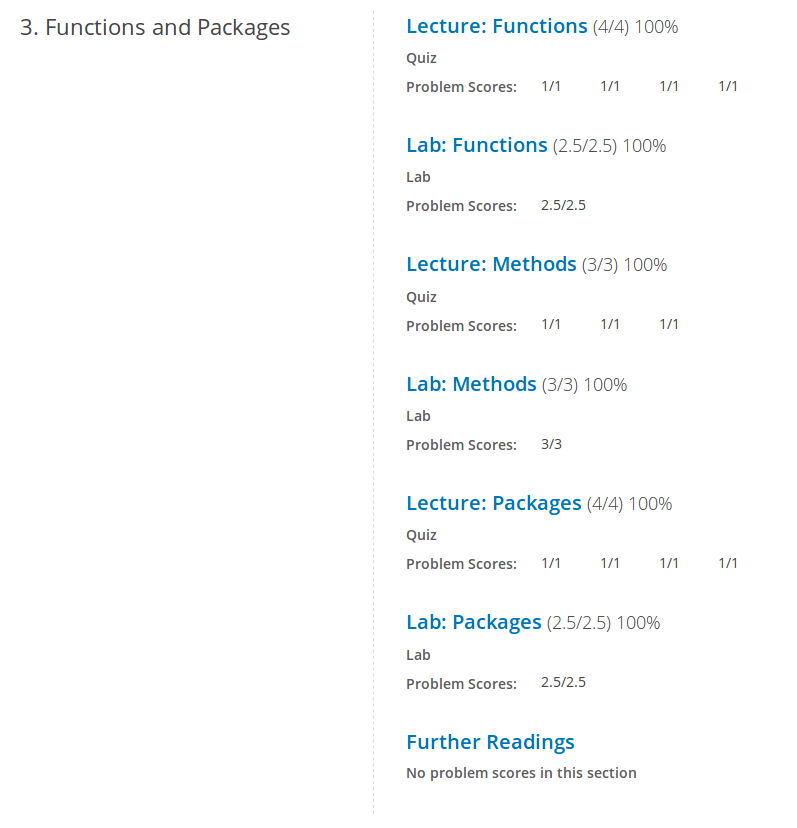 3. Functions and Packages
Lecture: Functions (4/4) 100%
Quiz
Problem Scores: 1/1 1/1 1/1 1/1
Lab: Functions (2.5/2.5) 100%
Lab
Problem Scores: 2.5/2.5
Lecture: Methods (3/3) 100%
Quiz
Problem Scores: 1/1 1/1 1/1
Lab: Methods (3/3) 100%
Lab
Problem Scores: 3/3
Lecture: Packages (4/4) 100%
Quiz
Problem Scores: 1/1 1/1 1/1 1/1
Lab: Packages (2.5/2.5) 100%
Lab
Problem Scores: 2.5/2.5
Further Readings
No problem scores in this section